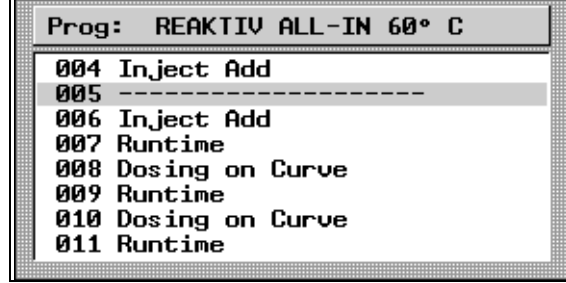 Prog: REAKTIV ALL-IN 60° C
004 Inject Add
005 --------------------
006 Inject Add
007 Runtime
008 Dosing on Curve
009 Runtime
010 Dosing on Curve
011 Runtime